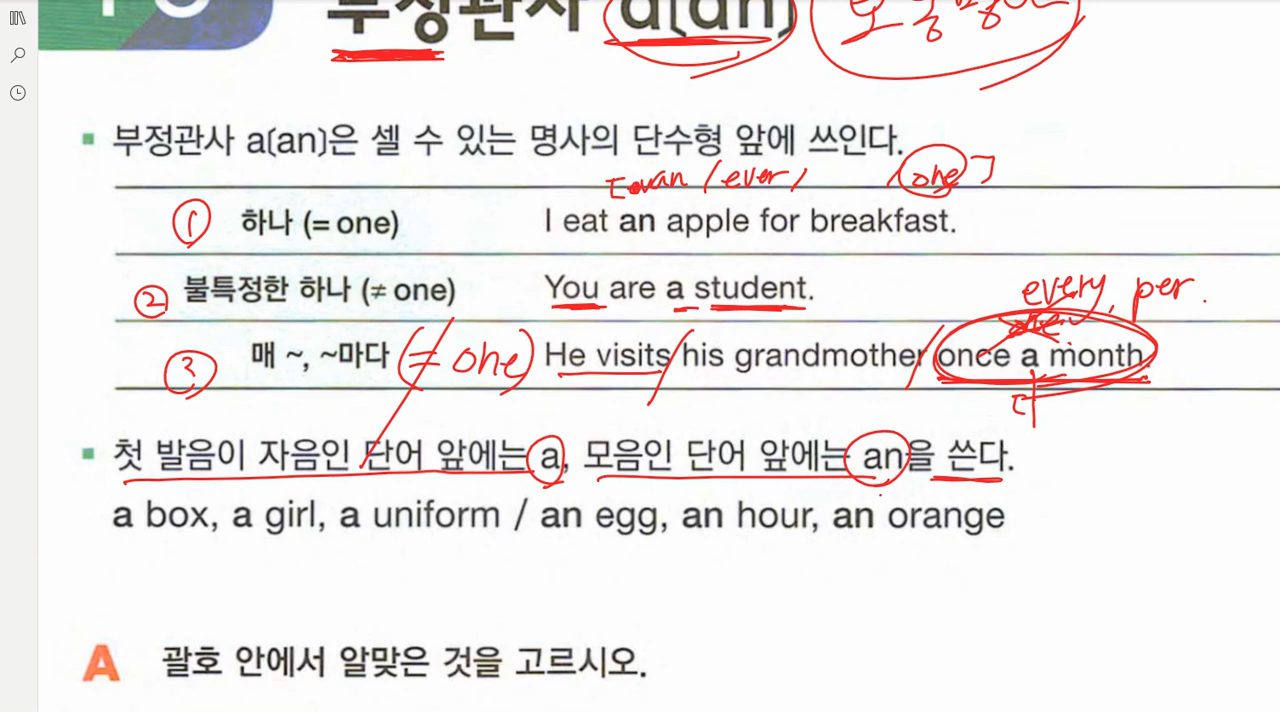 부정관사 a(an)
부정관사 a(an)은 셀 수 있는 명사의 단수형 앞에 쓰인다.
one
① 하나 (= one) I eat an apple for breakfast.
② 불특정한 하나 (≠ one) You are a student.
every, per.
③ 매 ~, ~마다 (≠ one) He visits his grandmother once a month.
첫 발음이 자음인 단어 앞에는 a, 모음인 단어 앞에는 an을 쓴다.
a box, a girl, a uniform / an egg, an hour, an orange
A 괄호 안에서 알맞은 것을 고르시오.